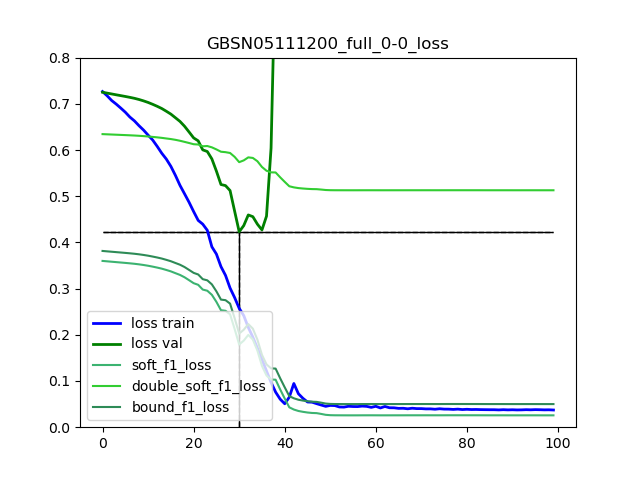 GBSN05111200_full_0-0_loss
0.8
0.7
0.6
0.5
0.4
0.3
0.2
0.1
0.0
loss train
loss val
soft_f1_loss
double_soft_f1_loss
bound_f1_loss
0 20 40 60 80 100